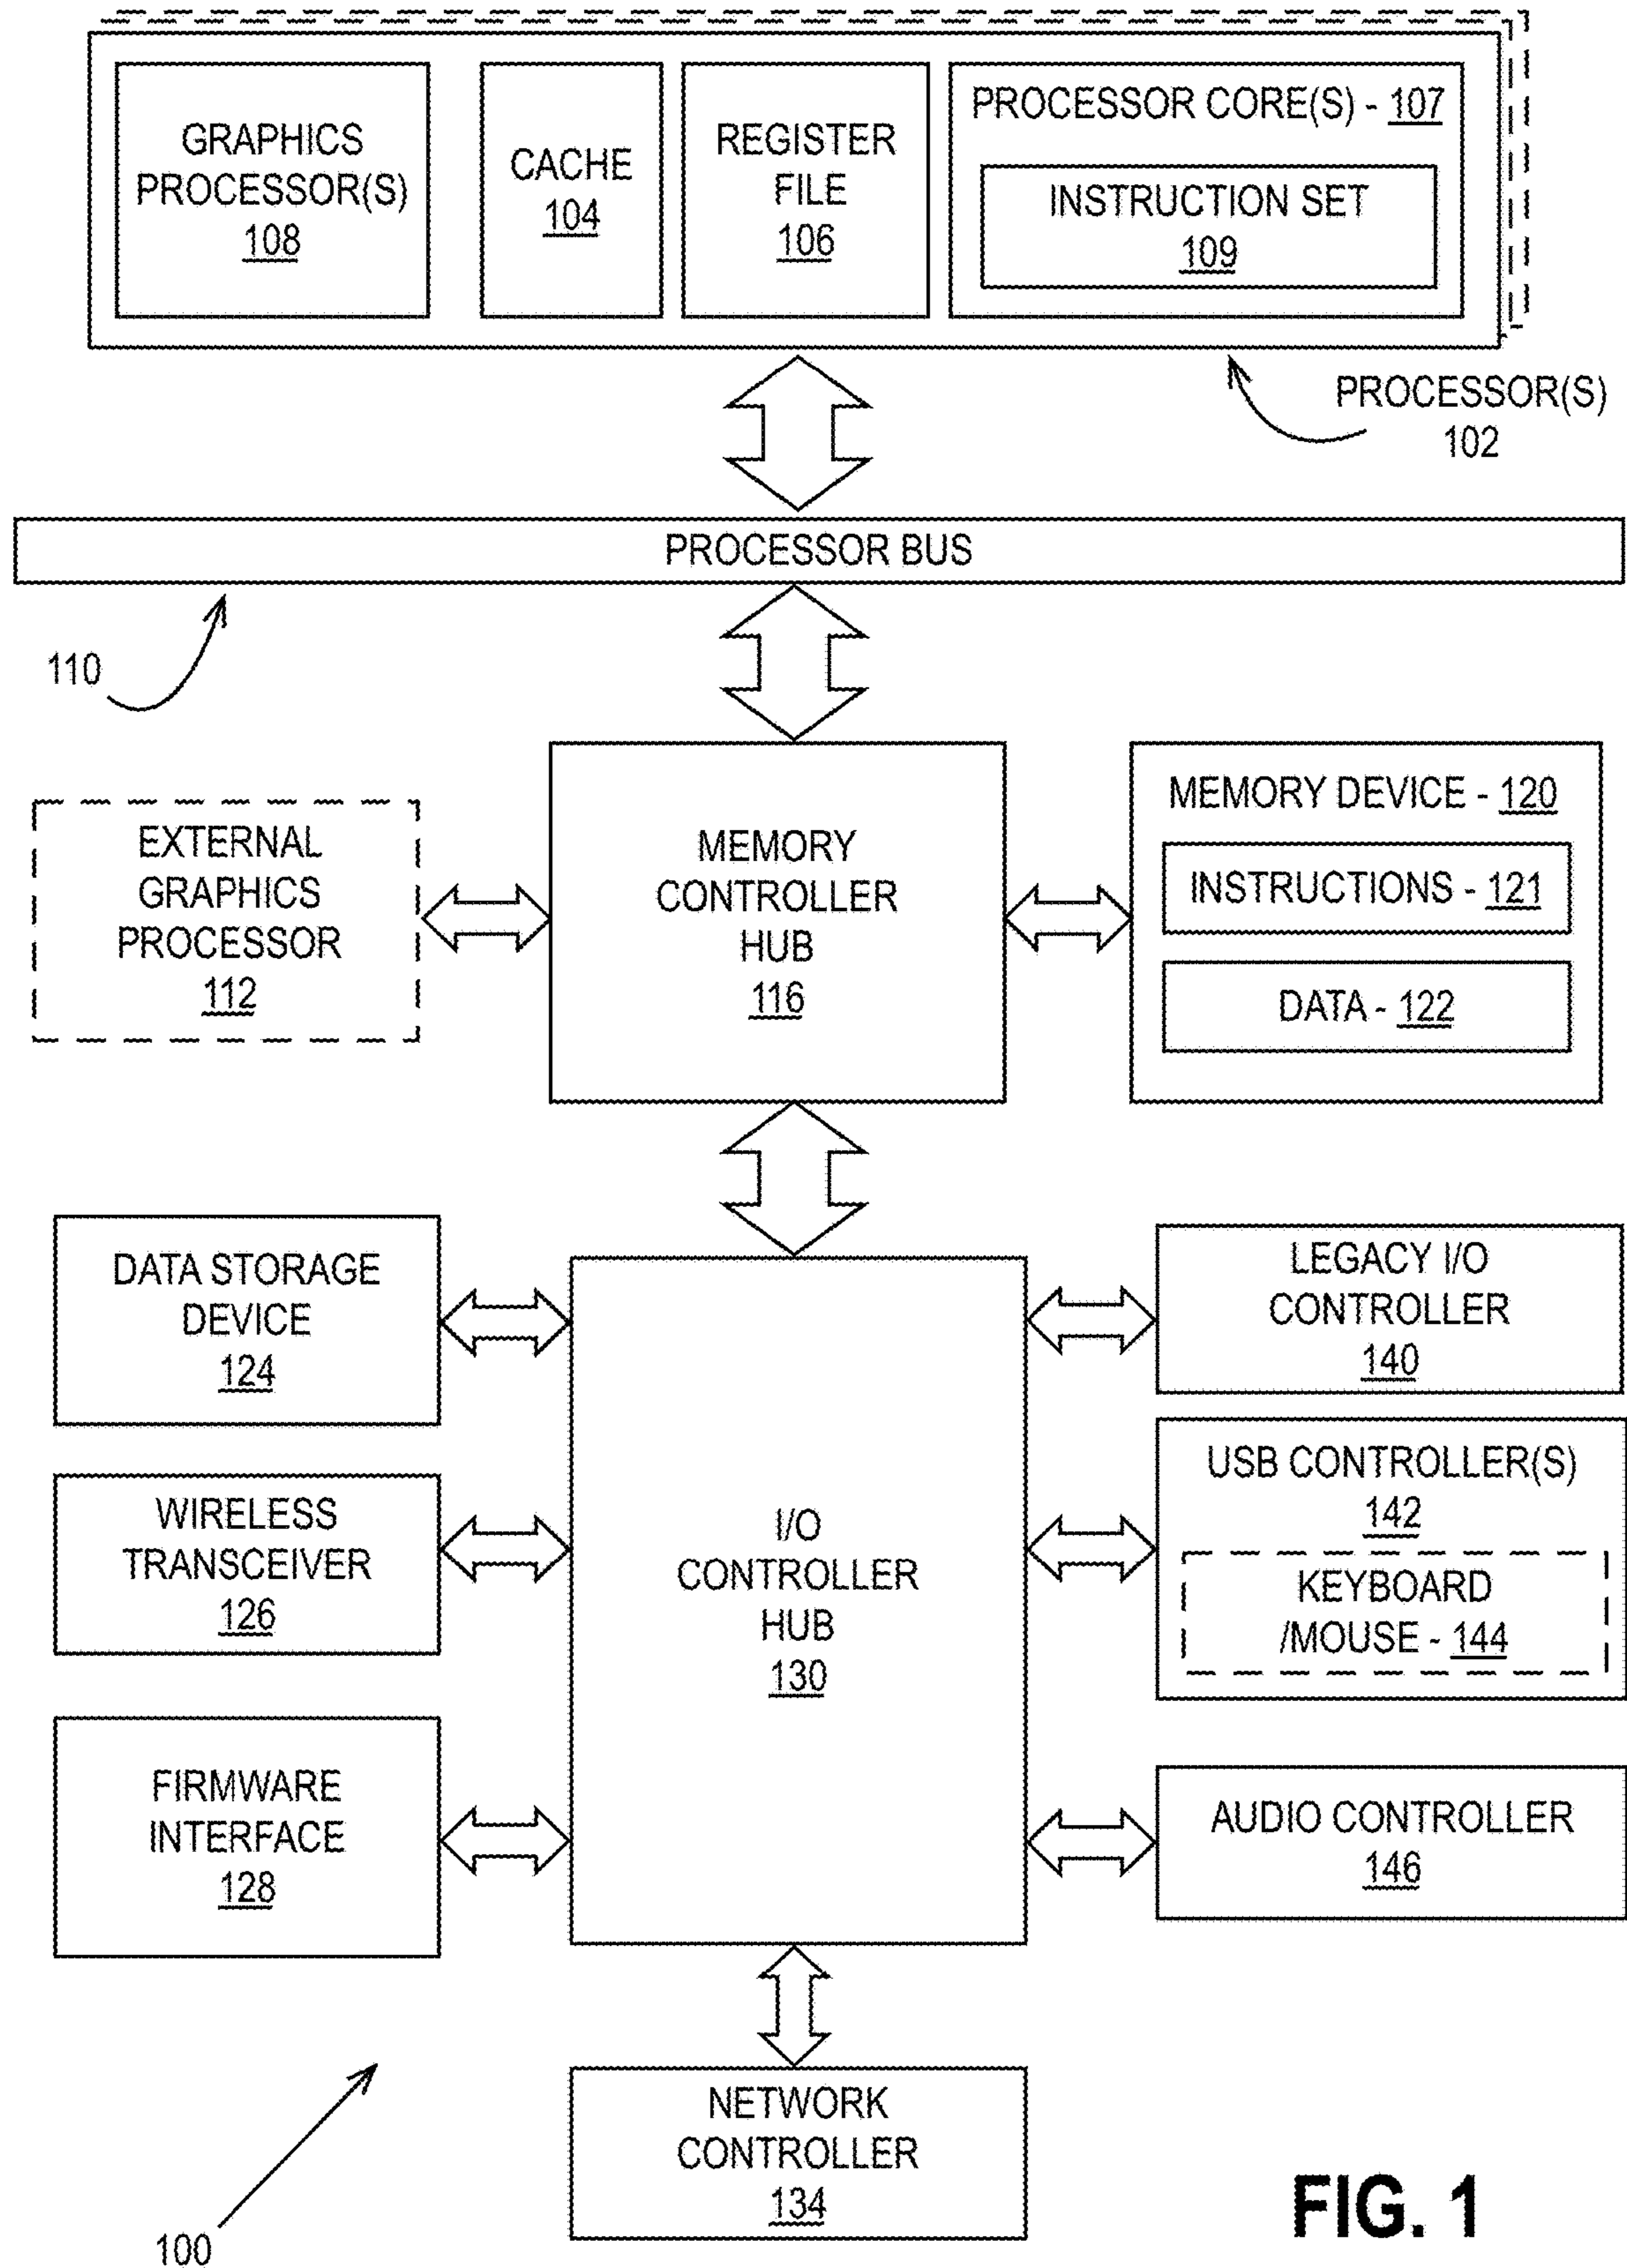 GRAPHICS
PROCESSOR(S)
108
CACHE
104
REGISTER
FILE
106
PROCESSOR CORE(S) - 107
INSTRUCTION SET
109
PROCESSOR(S)
102
PROCESSOR BUS
110
EXTERNAL
GRAPHICS
PROCESSOR
112
MEMORY
CONTROLLER
HUB
116
MEMORY DEVICE - 120
INSTRUCTIONS - 121
DATA - 122
DATA STORAGE
DEVICE
124
WIRELESS
TRANSCEIVER
126
FIRMWARE
INTERFACE
128
I/O
CONTROLLER
HUB
130
LEGACY I/O
CONTROLLER
140
USB CONTROLLER(S)
142
KEYBOARD
/MOUSE - 144
AUDIO CONTROLLER
146
NETWORK
CONTROLLER
134
100
FIG. 1